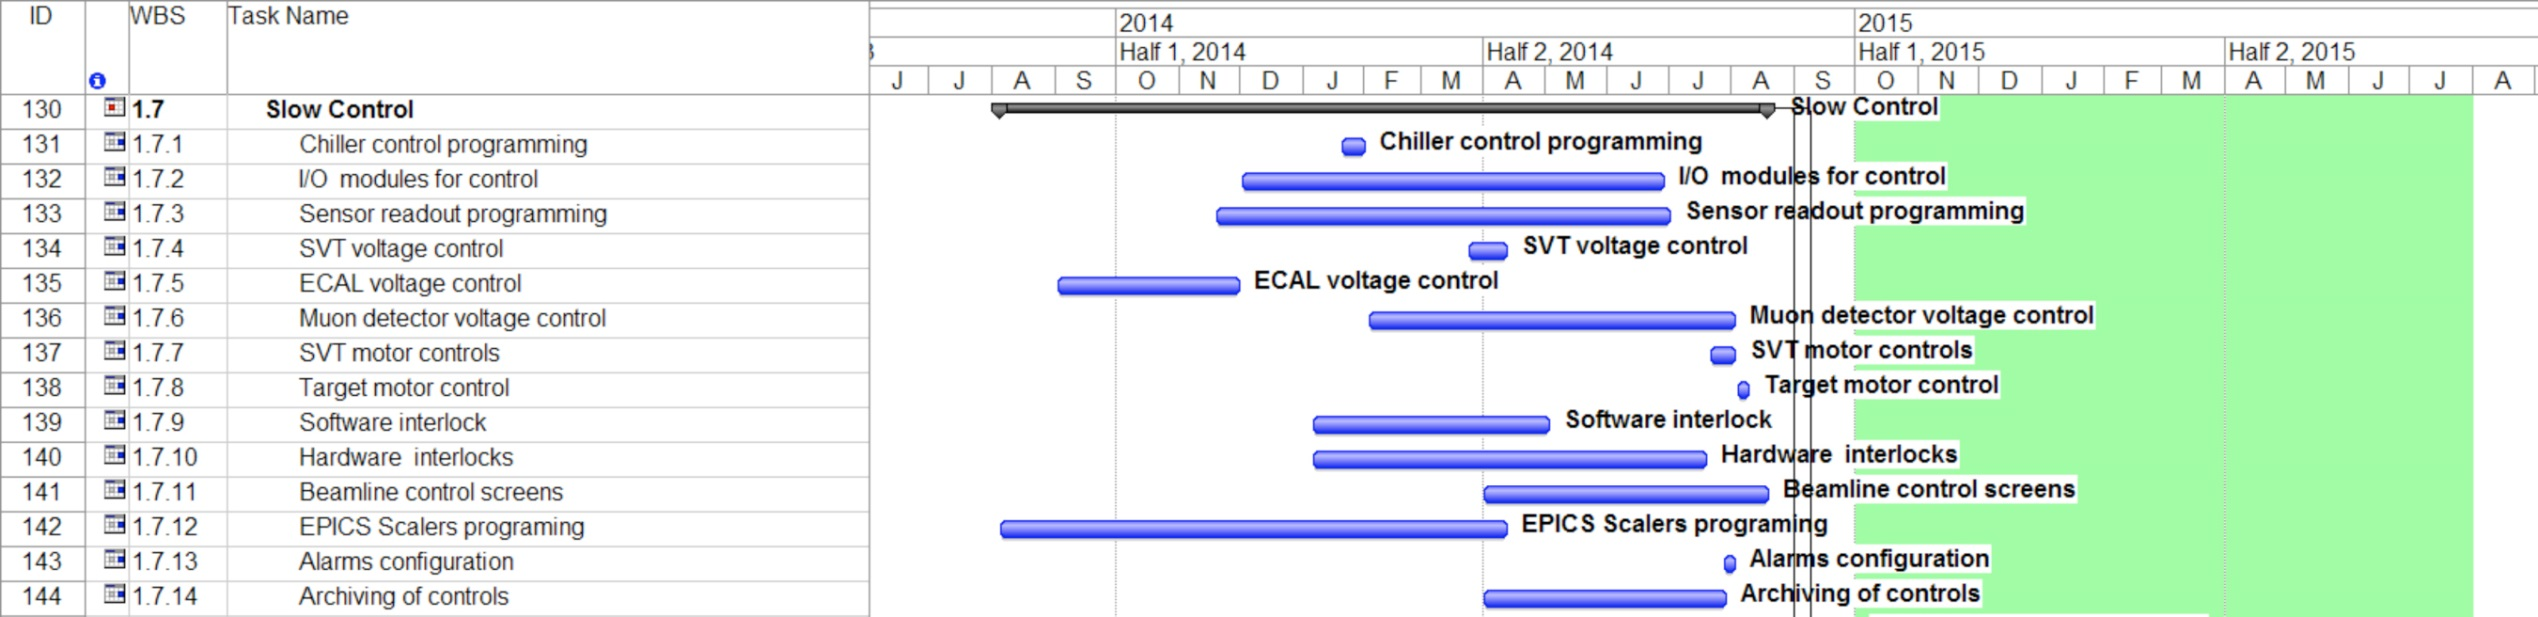 ID WBS Task Name
2014 2015
Half 1, 2014 Half 2, 2014 Half 1, 2015 Half 2, 2015
J J A S O N D J F M A M J J A S O N D J F M A M J J A
130 1.7 Slow Control Slow Control
131 1.7.1 Chiller control programming Chiller control programming
132 1.7.2 I/O modules for control I/O modules for control
133 1.7.3 Sensor readout programming Sensor readout programming
134 1.7.4 SVT voltage control SVT voltage control
135 1.7.5 ECAL voltage control ECAL voltage control
136 1.7.6 Muon detector voltage control Muon detector voltage control
137 1.7.7 SVT motor controls SVT motor controls
138 1.7.8 Target motor control Target motor control
139 1.7.9 Software interlock Software interlock
140 1.7.10 Hardware interlocks Hardware interlocks
141 1.7.11 Beamline control screens Beamline control screens
142 1.7.12 EPICS Scalers programing EPICS Scalers programing
143 1.7.13 Alarms configuration Alarms configuration
144 1.7.14 Archiving of controls Archiving of controls